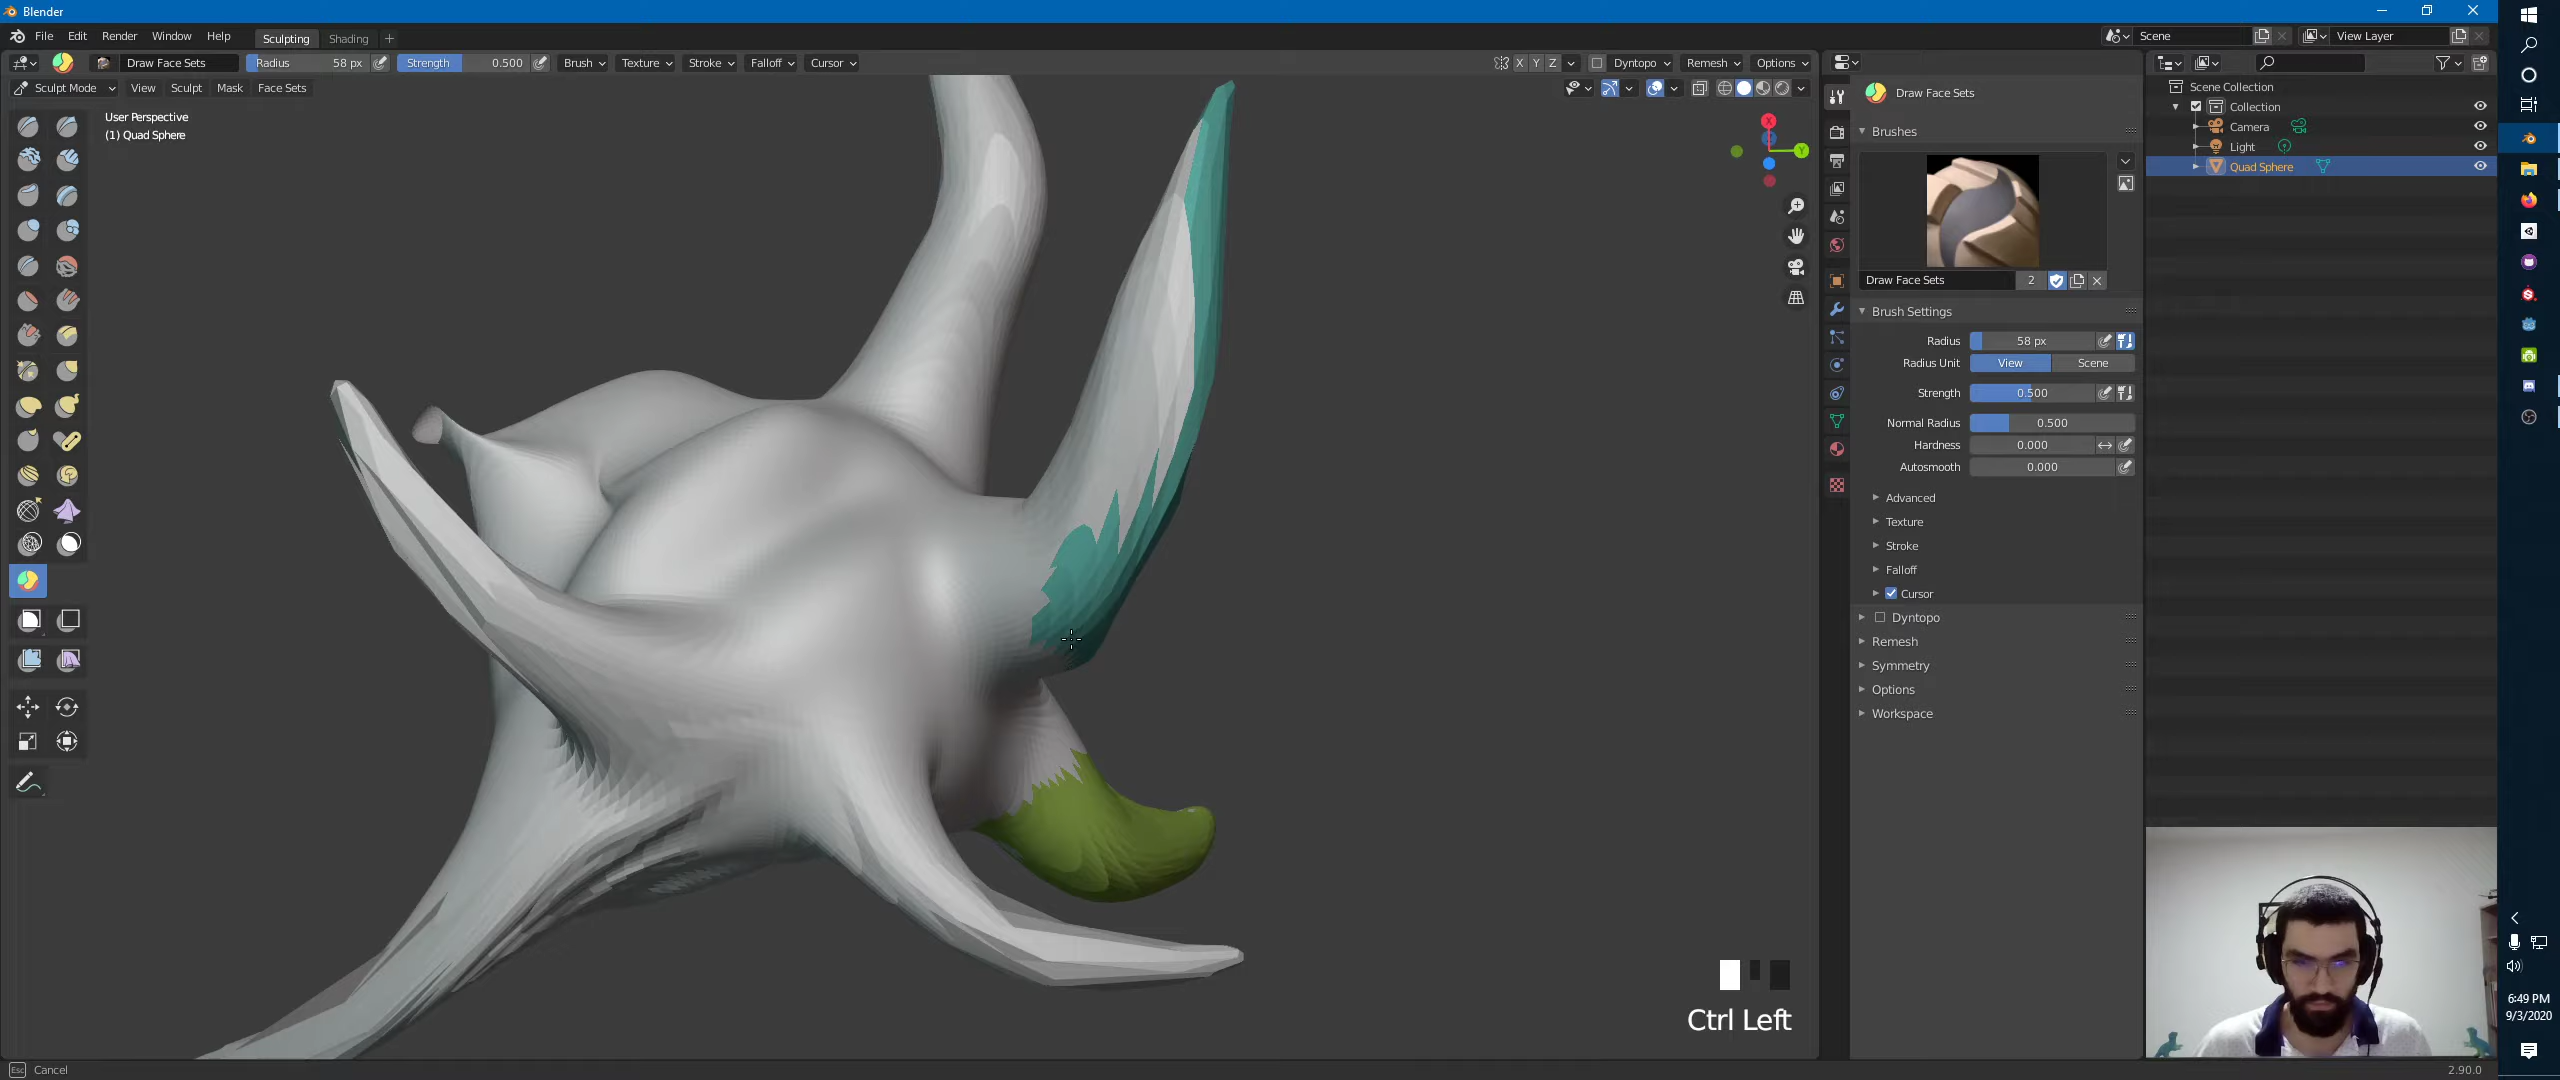 Blender
File Edit Render Window Help Sculpting Shading + Scene View Layer
Draw Face Sets Radius 58 px Strength 0.500 Brush Texture Stroke Falloff Cursor X Y Z Dyntopo Remesh Options
Sculpt Mode View Sculpt Mask Face Sets
User Perspective
(1) Quad Sphere
X
Y
Draw Face Sets
Brushes
Draw Face Sets 2
Brush Settings
Radius 58 px
Radius Unit View Scene
Strength 0.500
Normal Radius 0.500
Hardness 0.000
Autosmooth 0.000
Advanced
Texture
Stroke
Falloff
Cursor
Dyntopo
Remesh
Symmetry
Options
Workspace
Scene Collection
Collection
Camera
Light
Quad Sphere
Ctrl Left
Esc Cancel
2.90.0
6:49 PM
9/3/2020